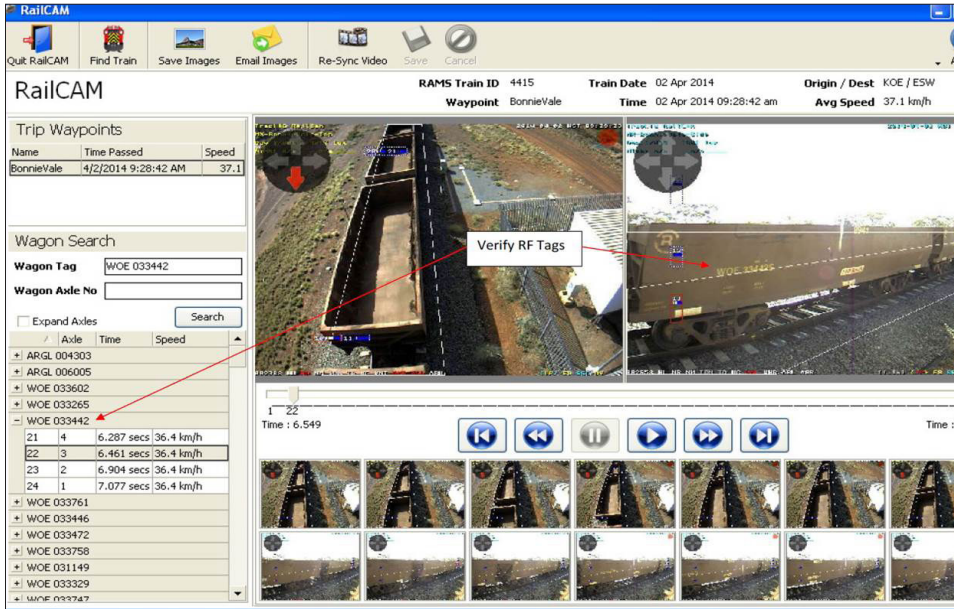 RailCAM
Quit RailCAM
Find Train
Save Images
Email Images
Re-Sync Video
Save
Cancel
RailCAM
RAMS Train ID 4415 Train Date 02 Apr 2014 Origin / Dest KOE / ESW
Waypoint BonnieVale Time 02 Apr 2014 09:28:42 am Avg Speed 37.1 km/h
Trip Waypoints
Name Time Passed Speed
BonnieVale 4/2/2014 9:28:42 AM 37.1
Wagon Search
Wagon Tag WOE 033442
Wagon Axle No
Expand Axles Search
Axle Time Speed
+ ARGL 004303
+ ARGL 006005
+ WOE 033602
+ WOE 033265
- WOE 033442
21 4 6.287 secs 36.4 km/h
22 3 6.461 secs 36.4 km/h
23 2 6.904 secs 36.4 km/h
24 1 7.077 secs 36.4 km/h
+ WOE 033761
+ WOE 033446
+ WOE 033472
+ WOE 033758
+ WOE 031149
+ WOE 033329
+ WOE 033747
Verify RF Tags
1 22
Time : 6.549
Time :